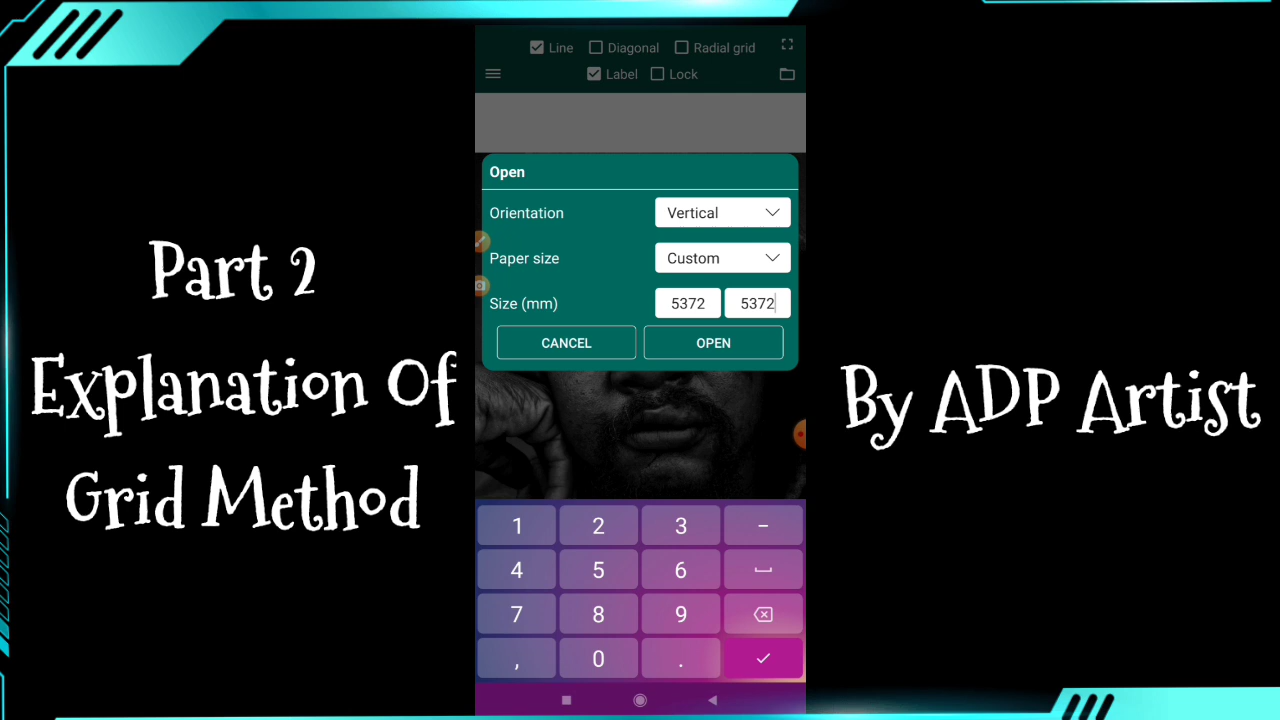 Part 2
Explanation Of
Grid Method
Line Diagonal Radial grid
Label Lock
Open
Orientation Vertical
Paper size Custom
Size (mm) 5372 5372
CANCEL OPEN
1 2 3 -
4 5 6
7 8 9
, 0 .
By ADP Artist